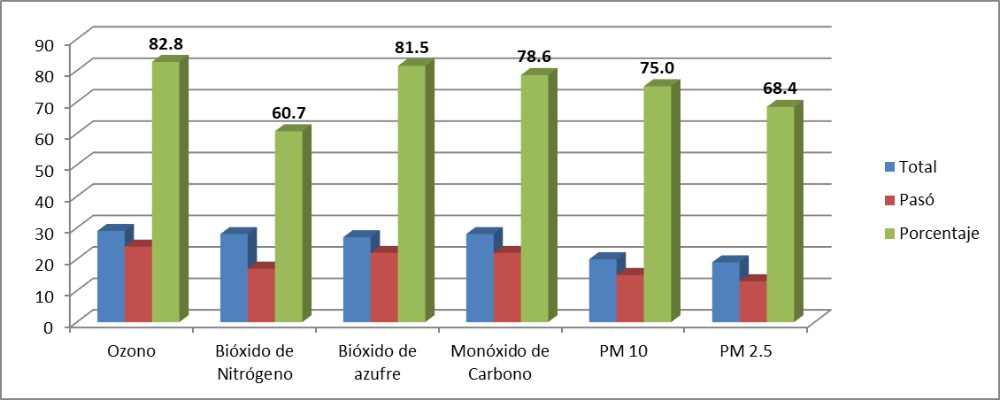 90
80
70
60
50
40
30
20
10
0
82.8
60.7
81.5
78.6
75.0
68.4
Ozono
Bióxido de
Nitrógeno
Bióxido de
azufre
Monóxido de
Carbono
PM 10
PM 2.5
Total
Pasó
Porcentaje